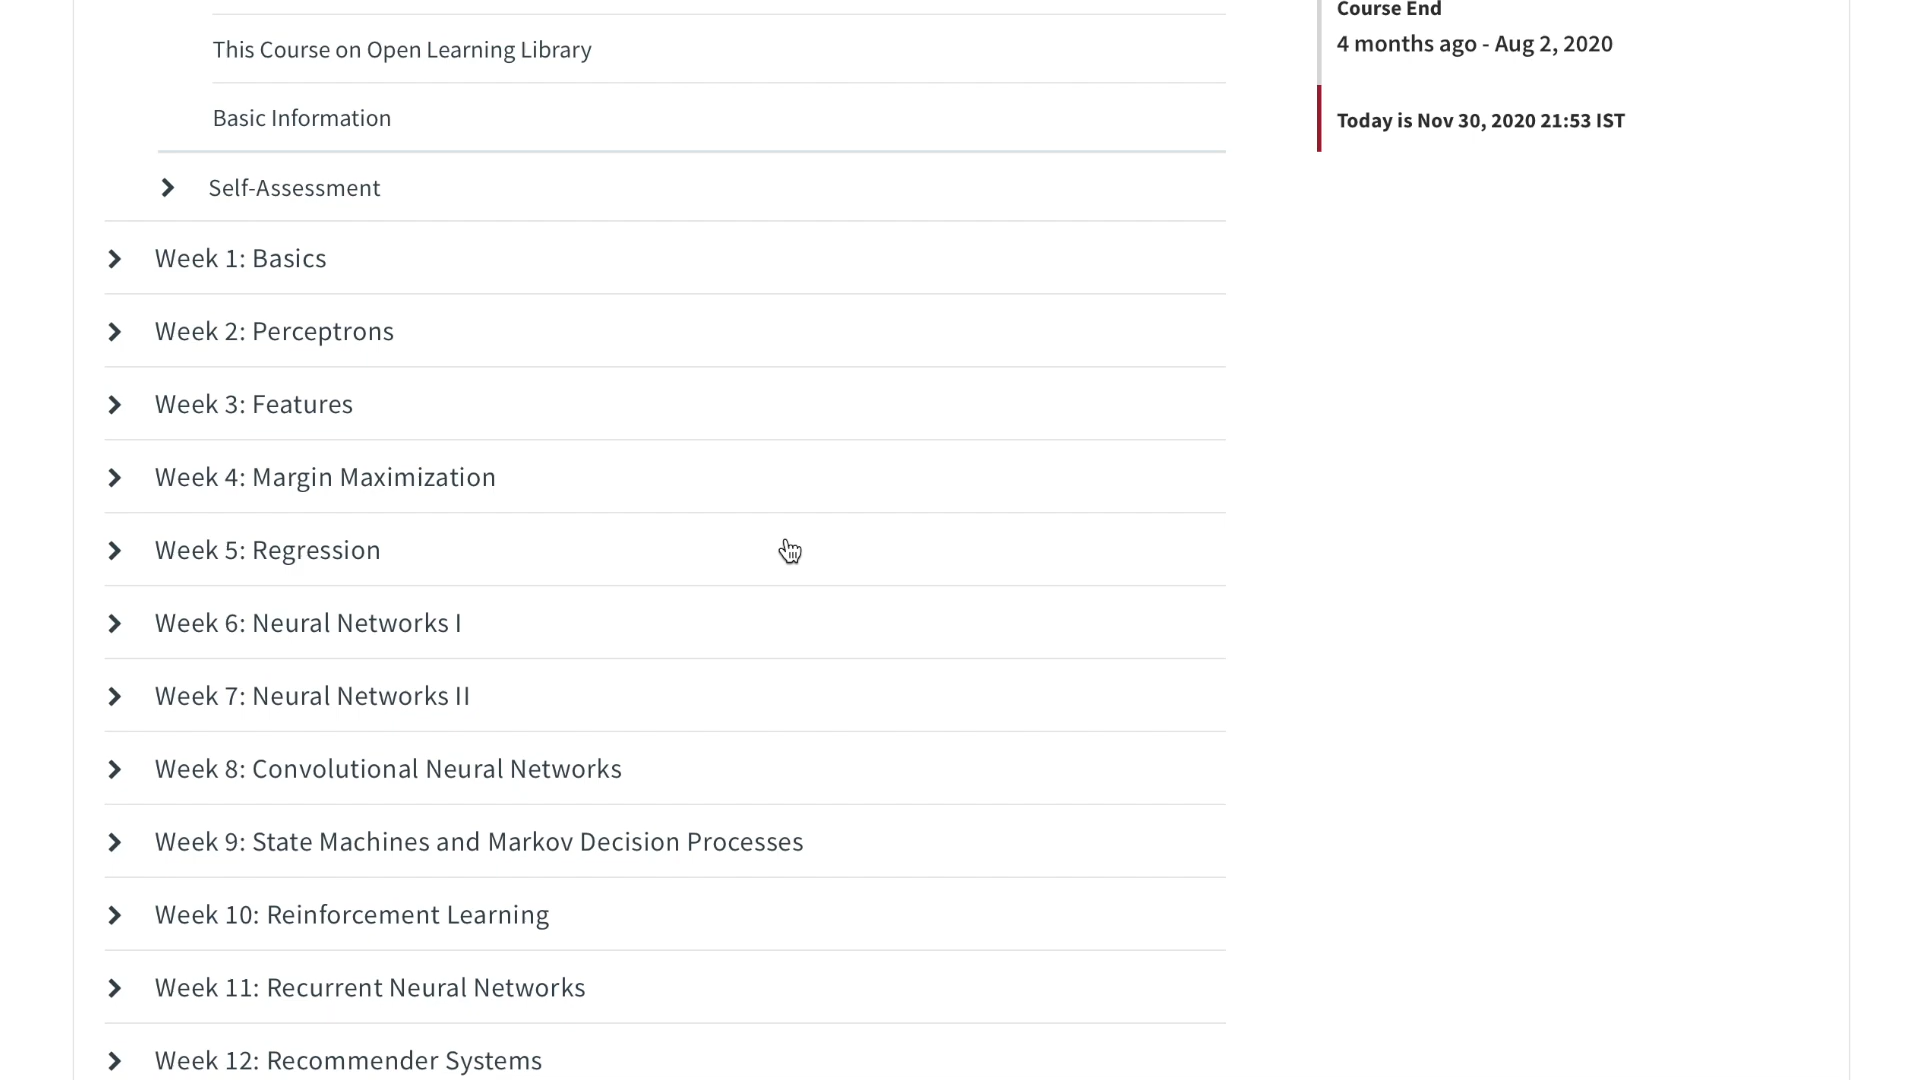 This Course on Open Learning Library
Basic Information
Self-Assessment
Week 1: Basics
Week 2: Perceptrons
Week 3: Features
Week 4: Margin Maximization
Week 5: Regression
Week 6: Neural Networks I
Week 7: Neural Networks II
Week 8: Convolutional Neural Networks
Week 9: State Machines and Markov Decision Processes
Week 10: Reinforcement Learning
Week 11: Recurrent Neural Networks
Week 12: Recommender Systems
Course End
4 months ago - Aug 2, 2020
Today is Nov 30, 2020 21:53 IST